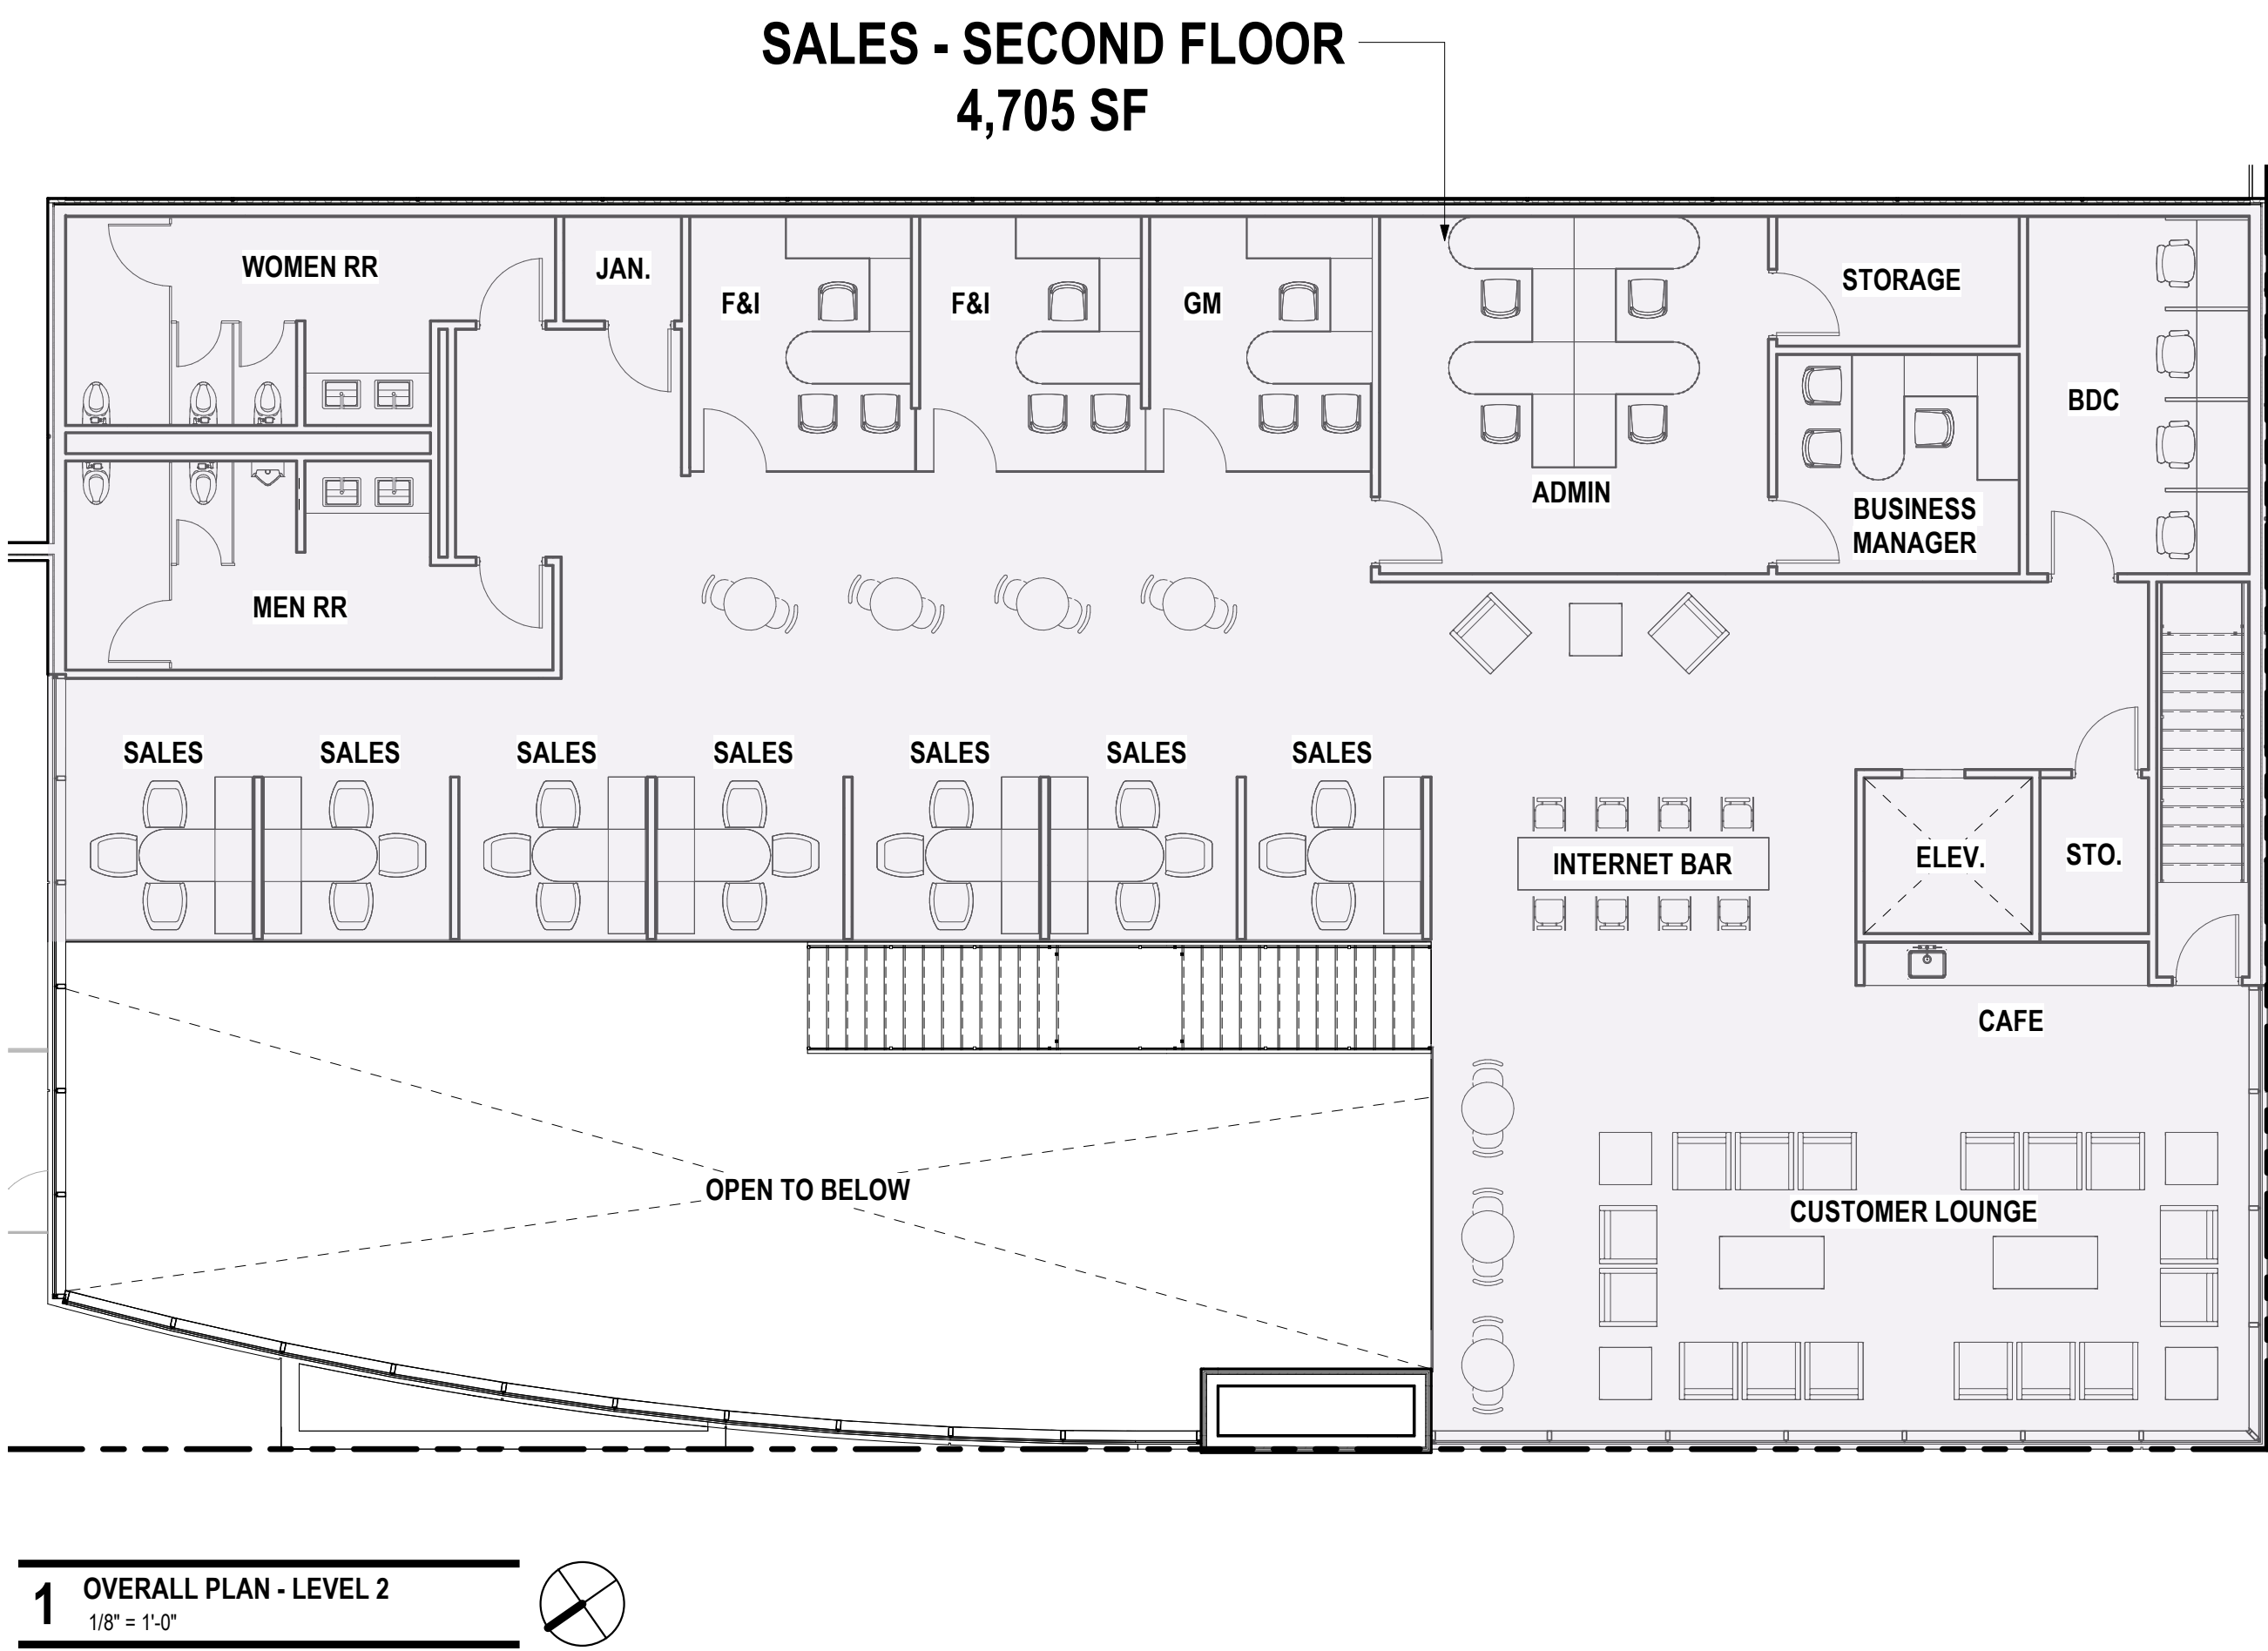 SALES - SECOND FLOOR
4,705 SF
WOMEN RR
JAN.
F&I
F&I
GM
STORAGE
BDC
ADMIN
BUSINESS
MANAGER
MEN RR
SALES
SALES
SALES
SALES
SALES
SALES
SALES
INTERNET BAR
ELEV.
STO.
CAFE
OPEN TO BELOW
CUSTOMER LOUNGE
1
OVERALL PLAN - LEVEL 2
1/8" = 1'-0"